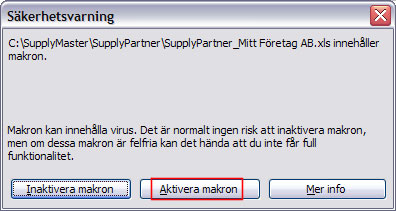 Säkerhetsvarning
C:\SupplyMaster\SupplyPartner\SupplyPartner_Mitt Företag AB.xls innehåller
makron.
Makron kan innehålla virus. Det är normalt ingen risk att inaktivera makron,
men om dessa makron är felfria kan det hända att du inte får full
funktionalitet.
Inaktivera makron
Aktivera makron
Mer info